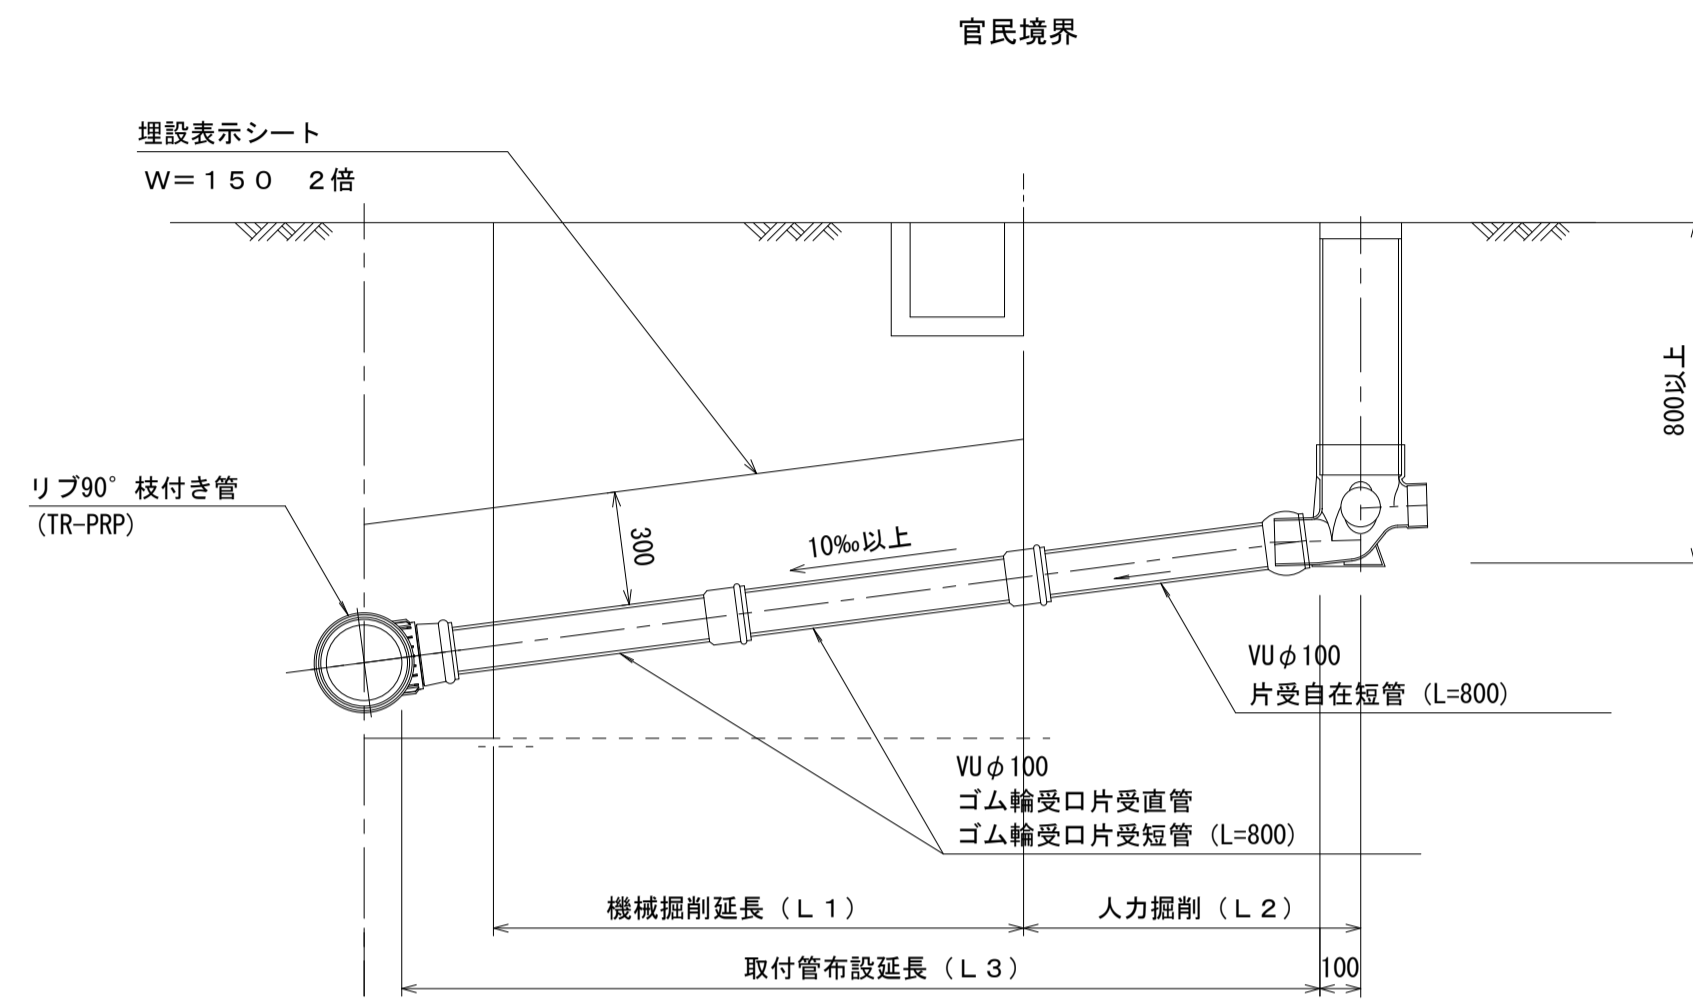 官民境界
埋設表示シート
W=150 2倍
リブ90°枝付き管
(TR-PRP)
300
10‰以上
800以下
VUφ100
片受自在短管 (L=800)
VUφ100
ゴム輪受口片受直管
ゴム輪受口片受短管 (L=800)
機械掘削延長(L1)
人力掘削(L2)
取付管布設延長(L3)
100